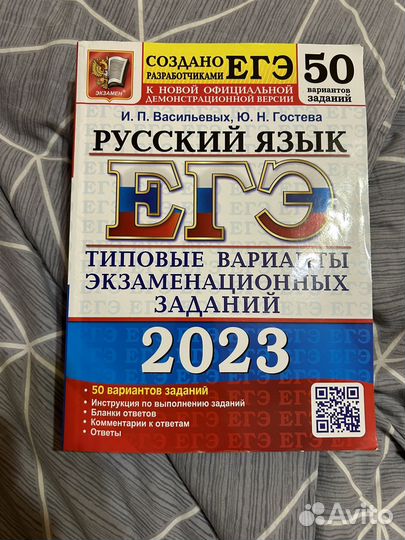 СОЗДАНО
РАЗРАБОТЧИКАМИ ЕГЭ
К НОВОЙ ОФИЦИАЛЬНОЙ
ДЕМОНСТРАЦИОННОЙ ВЕРСИИ
50
вариантов
заданий
ЭКЗАМЕН
И. П. Васильевых, Ю. Н. Гостева
РУССКИЙ ЯЗЫК
ЕГЭ
ТИПОВЫЕ ВАРИАНТЫ
ЭКЗАМЕНАЦИОННЫХ
ЗАДАНИЙ
2023
• 50 вариантов заданий
• Инструкция по выполнению заданий
• Бланки ответов
• Комментарии к ответам
• Ответы
Avito